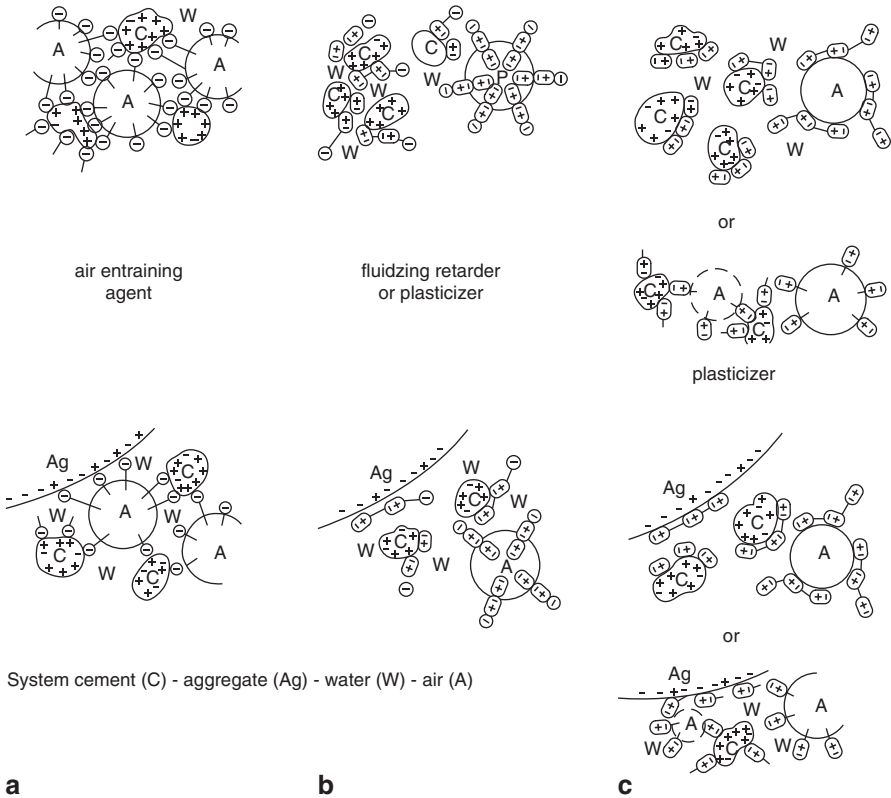 W
C
A
A
A
C
C
W
W
W
P
C
C
W
C
W
W
C
A
C
C
W
or
air entraining
agent
fluidzing retarder
or plasticizer
C
A
A
C
plasticizer
Ag
W
C
A
W
W
A
C
W
C
Ag
W
C
W
W
C
W
A
Ag
C
A
C
or
System cement (C) - aggregate (Ag) - water (W) - air (A)
Ag
A
W
A
W
C
W
a
b
c